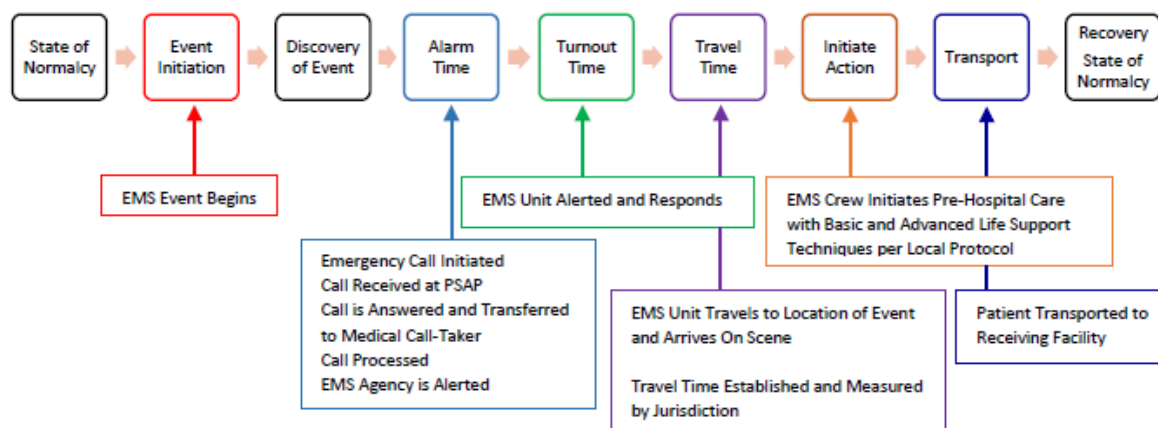 State of
Normalcy
Event
Initiation
Discovery
of Event
Alarm
Time
Turnout
Time
Travel
Time
Initiate
Action
Transport
Recovery
State of
Normalcy
EMS Event Begins
EMS Unit Alerted and Responds
EMS Crew Initiates Pre-Hospital Care
with Basic and Advanced Life Support
Techniques per Local Protocol
Emergency Call Initiated
Call Received at PSAP
Call is Answered and Transferred
to Medical Call-Taker
Call Processed
EMS Agency is Alerted
EMS Unit Travels to Location of Event
and Arrives On Scene
Travel Time Established and Measured
by Jurisdiction
Patient Transported to
Receiving Facility